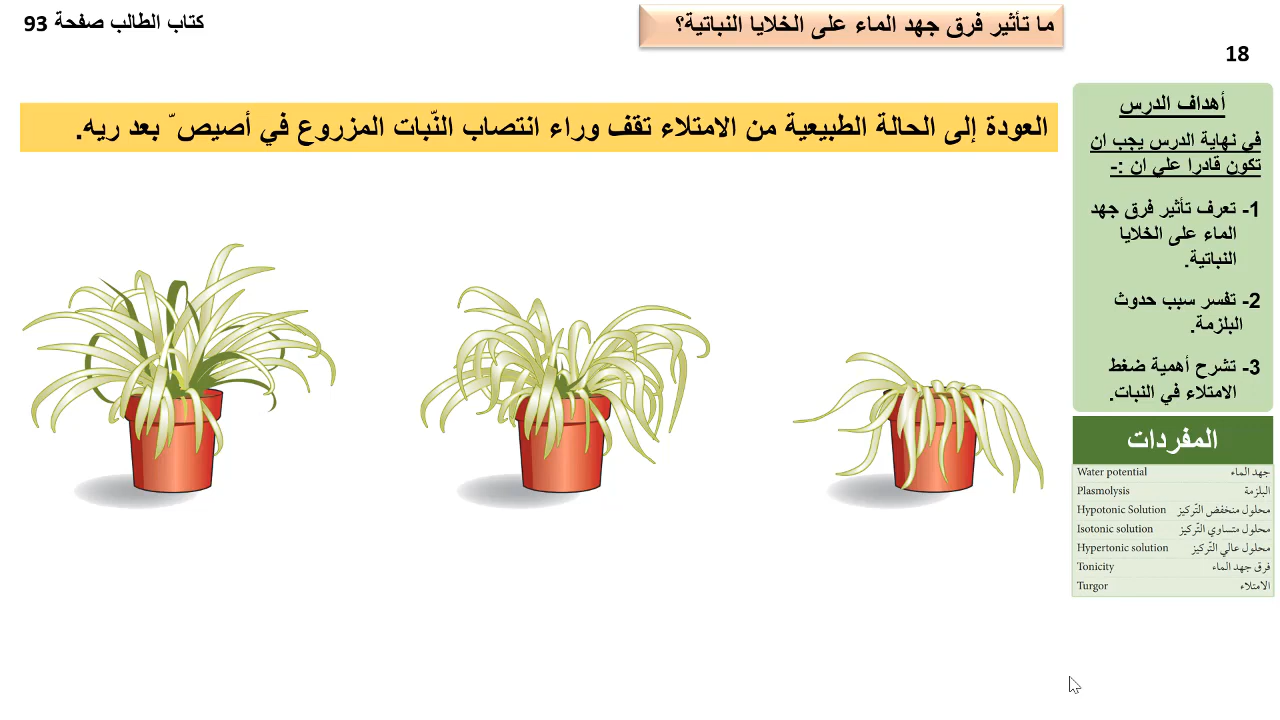 ما تأثير فرق جهد الماء على الخلايا النباتية؟
كتاب الطالب صفحة 93
18
العودة إلى الحالة الطبيعية من الامتلاء تقف وراء انتصاب النّبات المزروع في أصيص ّ بعد ريه.
أهداف الدرس
في نهاية الدرس يجب ان
تكون قادرا علي ان :-
1- تعرف تأثير فرق جهد
الماء على الخلايا
النباتية.
2- تفسر سبب حدوث
البلزمة.
3- تشرح أهمية ضغط
الامتلاء في النبات.
المفردات
Water potential جهد الماء
Plasmolysis البلزمة
Hypotonic Solution محلول منخفض التّركيز
Isotonic solution محلول متساوي التّركيز
Hypertonic solution محلول عالي التّركيز
Tonicity فرق جهد الماء
Turgor الامتلاء